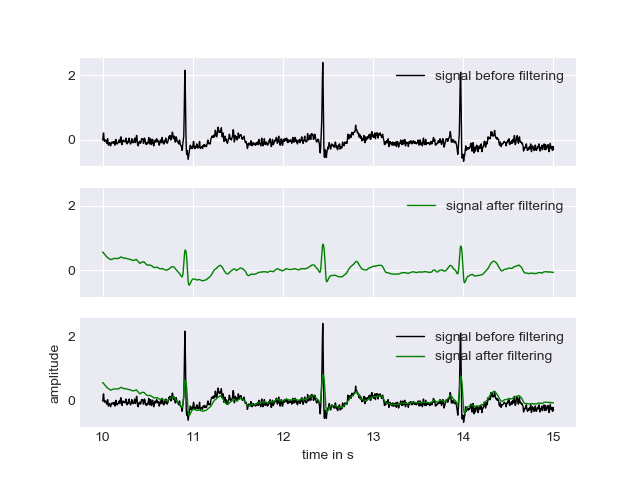 2
signal before filtering
0
2
signal after filtering
0
2
signal before filtering
signal after filtering
amplitude
0
10 11 12 13 14 15
time in s